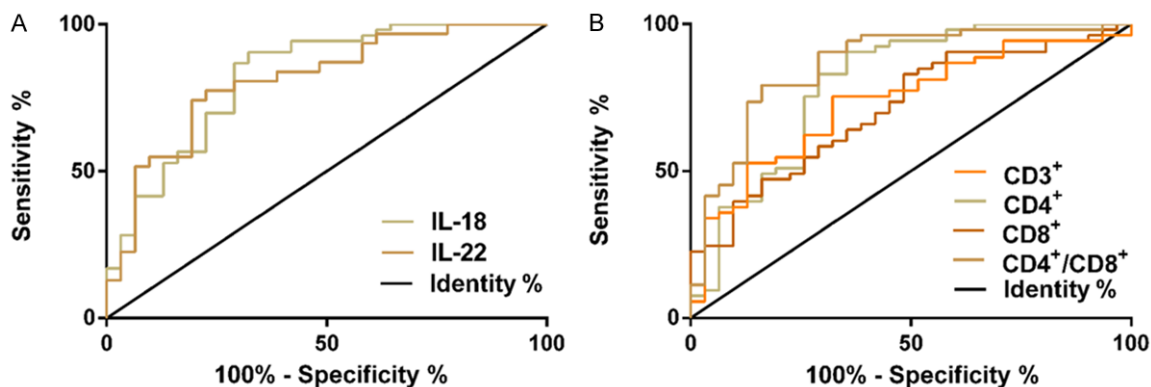 A
Sensitivity %
100
50
0
IL-18
IL-22
Identity %
0 50 100
100% - Specificity %
B
Sensitivity %
100
50
0
CD3⁺
CD4⁺
CD8⁺
CD4⁺/CD8⁺
Identity %
0 50 100
100% - Specificity %